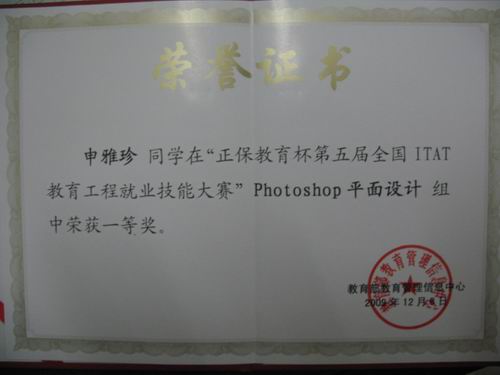 荣誉证书
申雅珍 同学在“正保教育杯第五届全国 ITAT
教育工程就业技能大赛” Photoshop 平面设计 组
中荣获一等奖。
教育部教育管理信息中心
2009 年 12 月 6 日